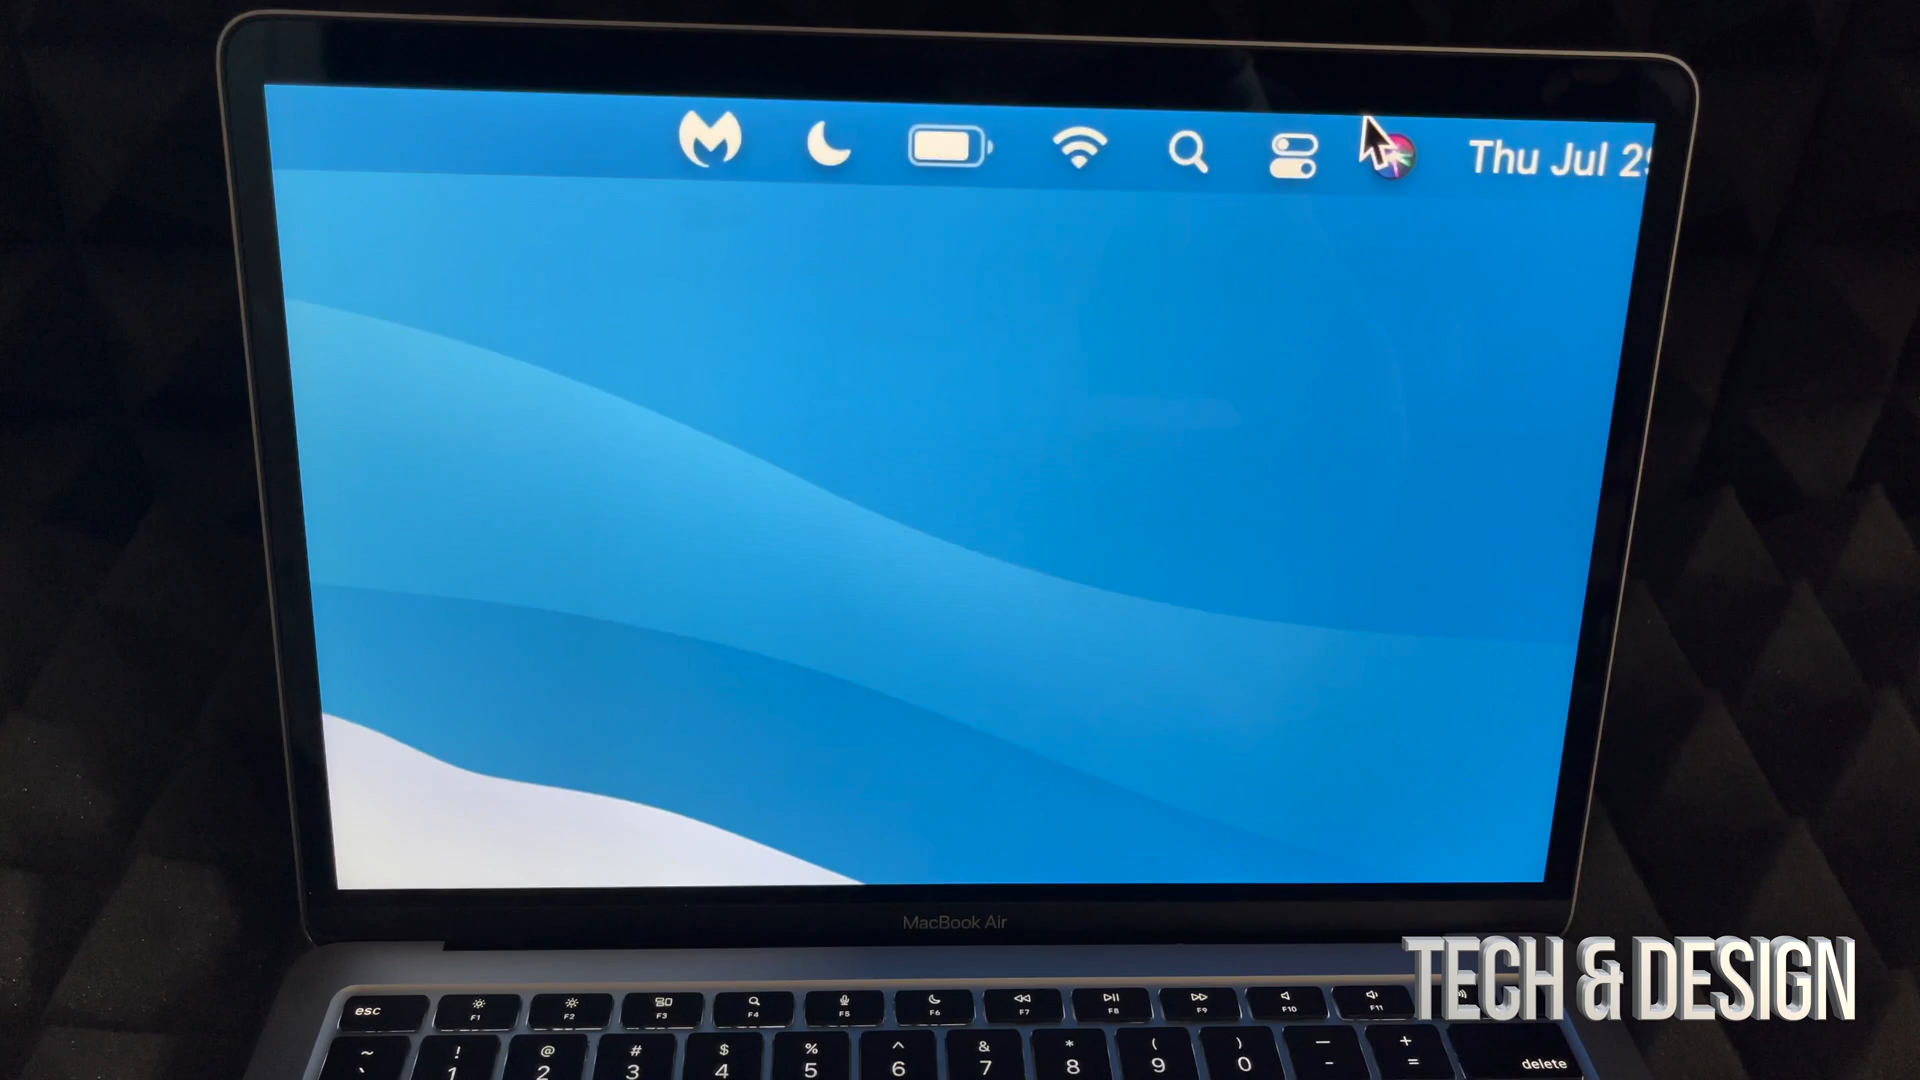 Thu Jul 2
MacBook Air
TECH & DESIGN
esc F1 F2 F3 F4 F5 F6 F7 F8 F9 F10 F11
~ ! @ # $ % ^ & * ( ) — +
` 1 2 3 4 5 6 7 8 9 0 - = delete